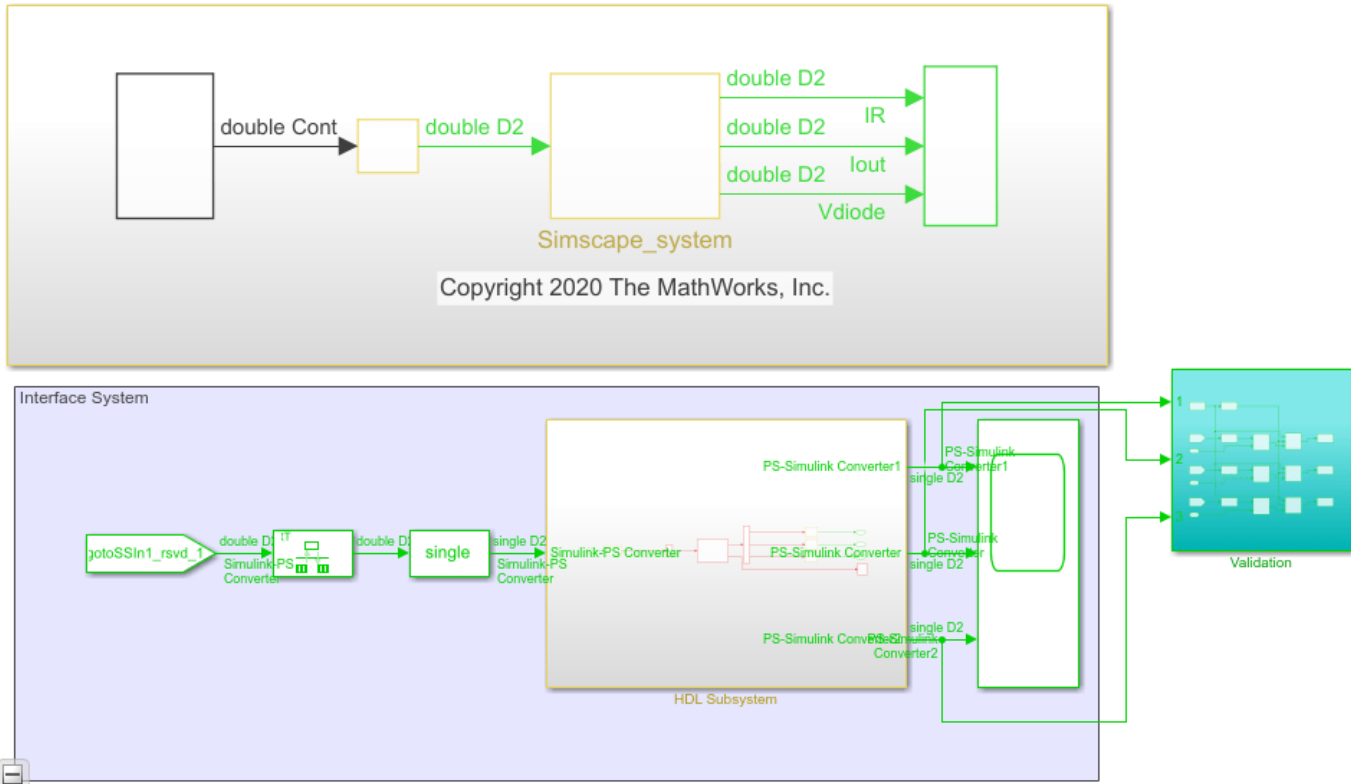 double D2
double Cont
double D2
IR
double D2
Iout
double D2
Vdiode
Simscape_system
Copyright 2020 The MathWorks, Inc.
Interface System
1
PS-Simulink Converter1
PS-Simulink
Converter1
single D2
2
gotoSSIn1_rsvd_1
double D2
Simulink-PS
Converter
double D2
single
single D2
Simulink-PS
Converter
Simulink-PS Converter
PS-Simulink Converter
PS-Simulink
Converter
single D2
3
Validation
single D2
PS-Simulink Converter2
PS-Simulink
Converter2
HDL Subsystem